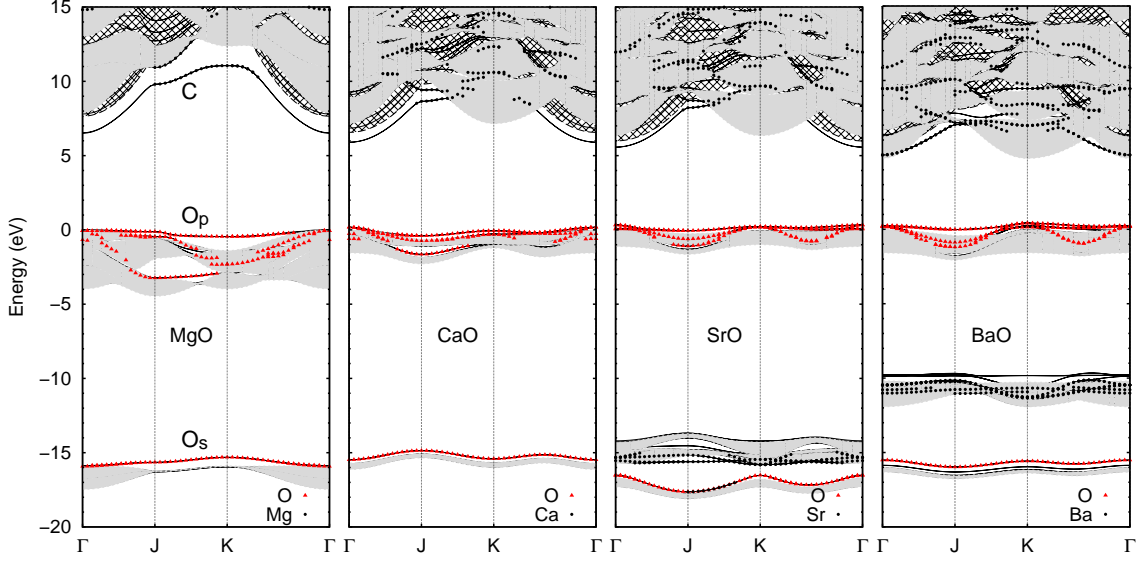 15
10
5
0
−5
−10
−15
−20
Energy (eV)
C
Op
Os
MgO
O
Mg
Γ J K Γ
CaO
O
Ca
Γ J K Γ
SrO
O
Sr
Γ J K Γ
BaO
O
Ba
Γ J K Γ